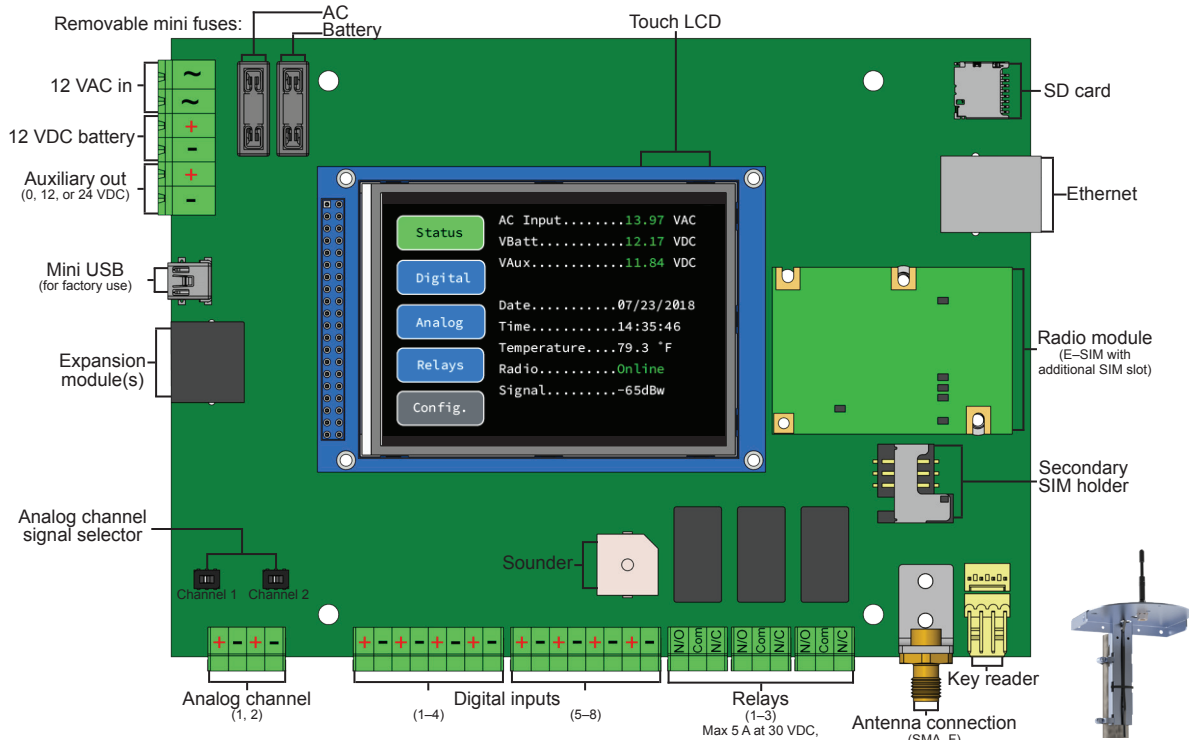 Removable mini fuses:
AC
Battery
Touch LCD
12 VAC in
~
~
12 VDC battery
+
-
Auxiliary out
(0, 12, or 24 VDC)
+
-
SD card
Ethernet
Mini USB
(for factory use)
Expansion
module(s)
Status
Digital
Analog
Relays
Config.
AC Input........13.97 VAC
VBatt...........12.17 VDC
VAux............11.84 VDC
Date............07/23/2018
Time............14:35:46
Temperature....79.3 °F
Radio..........Online
Signal.........-65dBw
Radio module
(E–SIM with
additional SIM slot)
Secondary
SIM holder
Analog channel
signal selector
Channel 1
Channel 2
Sounder
+ - + -
+ - + - + - + -
+ - + - + - + -
N/O Com N/C
N/O Com N/C
N/O Com N/C
Analog channel
(1, 2)
Digital inputs
(1–4)
(5–8)
Relays
(1–3)
Max 5 A at 30 VDC,
Antenna connection
(SMA, F)
Key reader